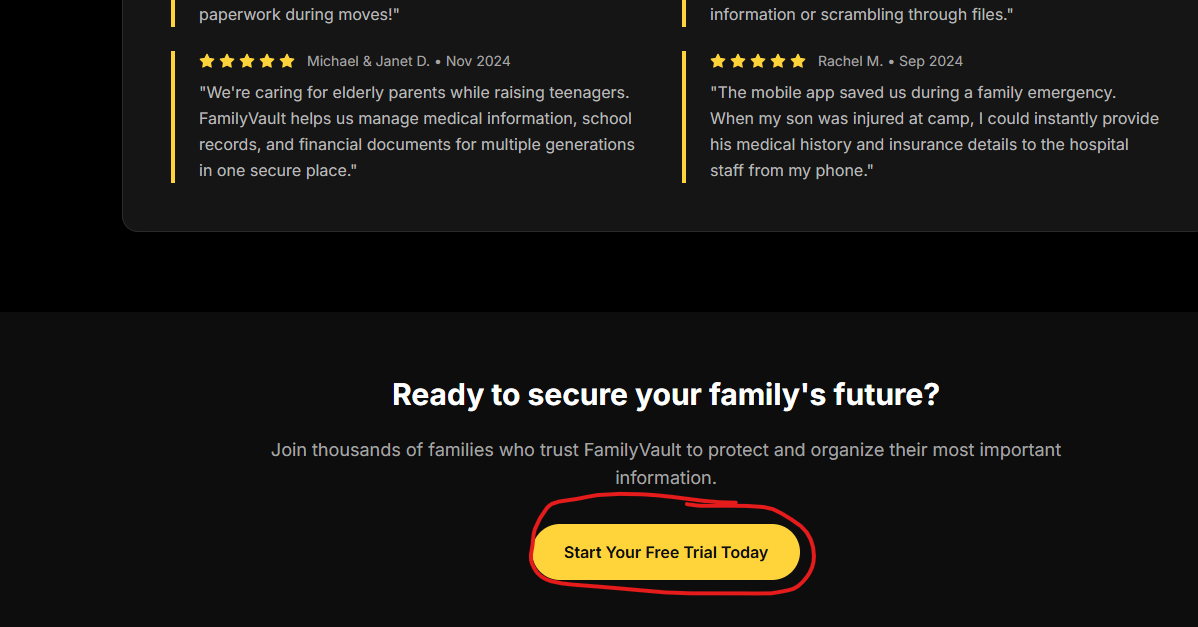 paperwork during moves!"
information or scrambling through files."
Michael & Janet D. • Nov 2024
"We're caring for elderly parents while raising teenagers.
FamilyVault helps us manage medical information, school
records, and financial documents for multiple generations
in one secure place."
Rachel M. • Sep 2024
"The mobile app saved us during a family emergency.
When my son was injured at camp, I could instantly provide
his medical history and insurance details to the hospital
staff from my phone."
Ready to secure your family's future?
Join thousands of families who trust FamilyVault to protect and organize their most important
information.
Start Your Free Trial Today